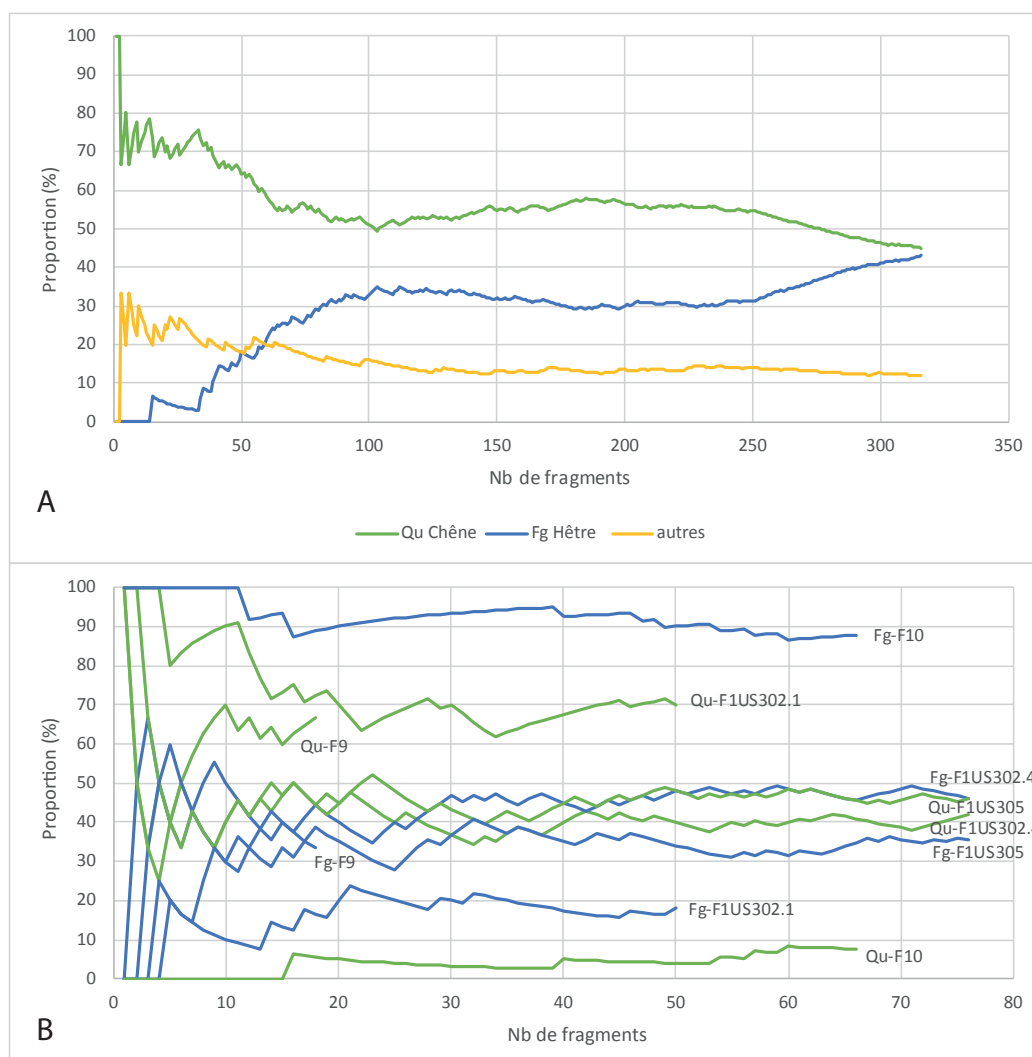 100
90
80
70
60
50
40
30
20
10
0
Proportion (%)
0 50 100 150 200 250 300 350
Nb de fragments
A
Qu Chêne Fg Hêtre autres
100
90
80
70
60
50
40
30
20
10
0
Proportion (%)
Fg-F10
Qu-F1US302.1
Qu-F9
Fg-F1US302.4
Qu-F1US305
Qu-F1US302.
Fg-F1US305
Fg-F9
Fg-F1US302.1
Qu-F10
0 10 20 30 40 50 60 70 80
Nb de fragments
B